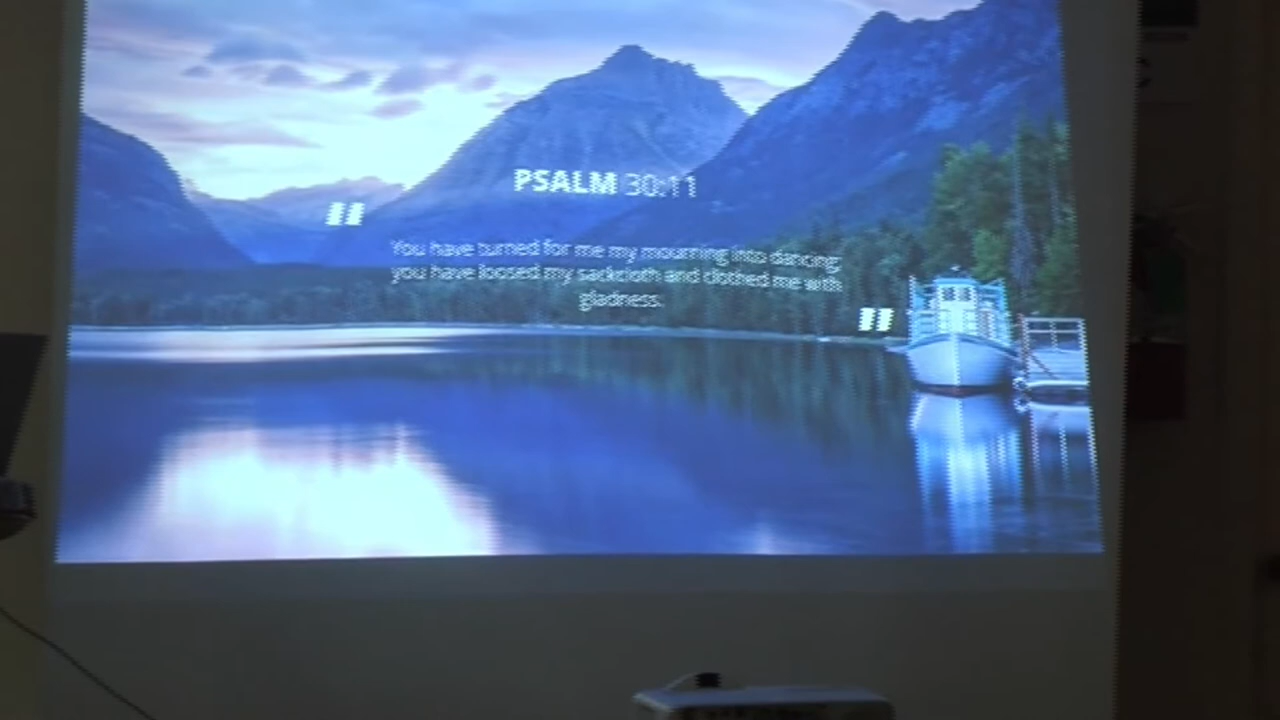 PSALM 30:11
"
You have turned for me my mourning into dancing;
you have loosed my sackcloth and clothed me with
gladness.
"